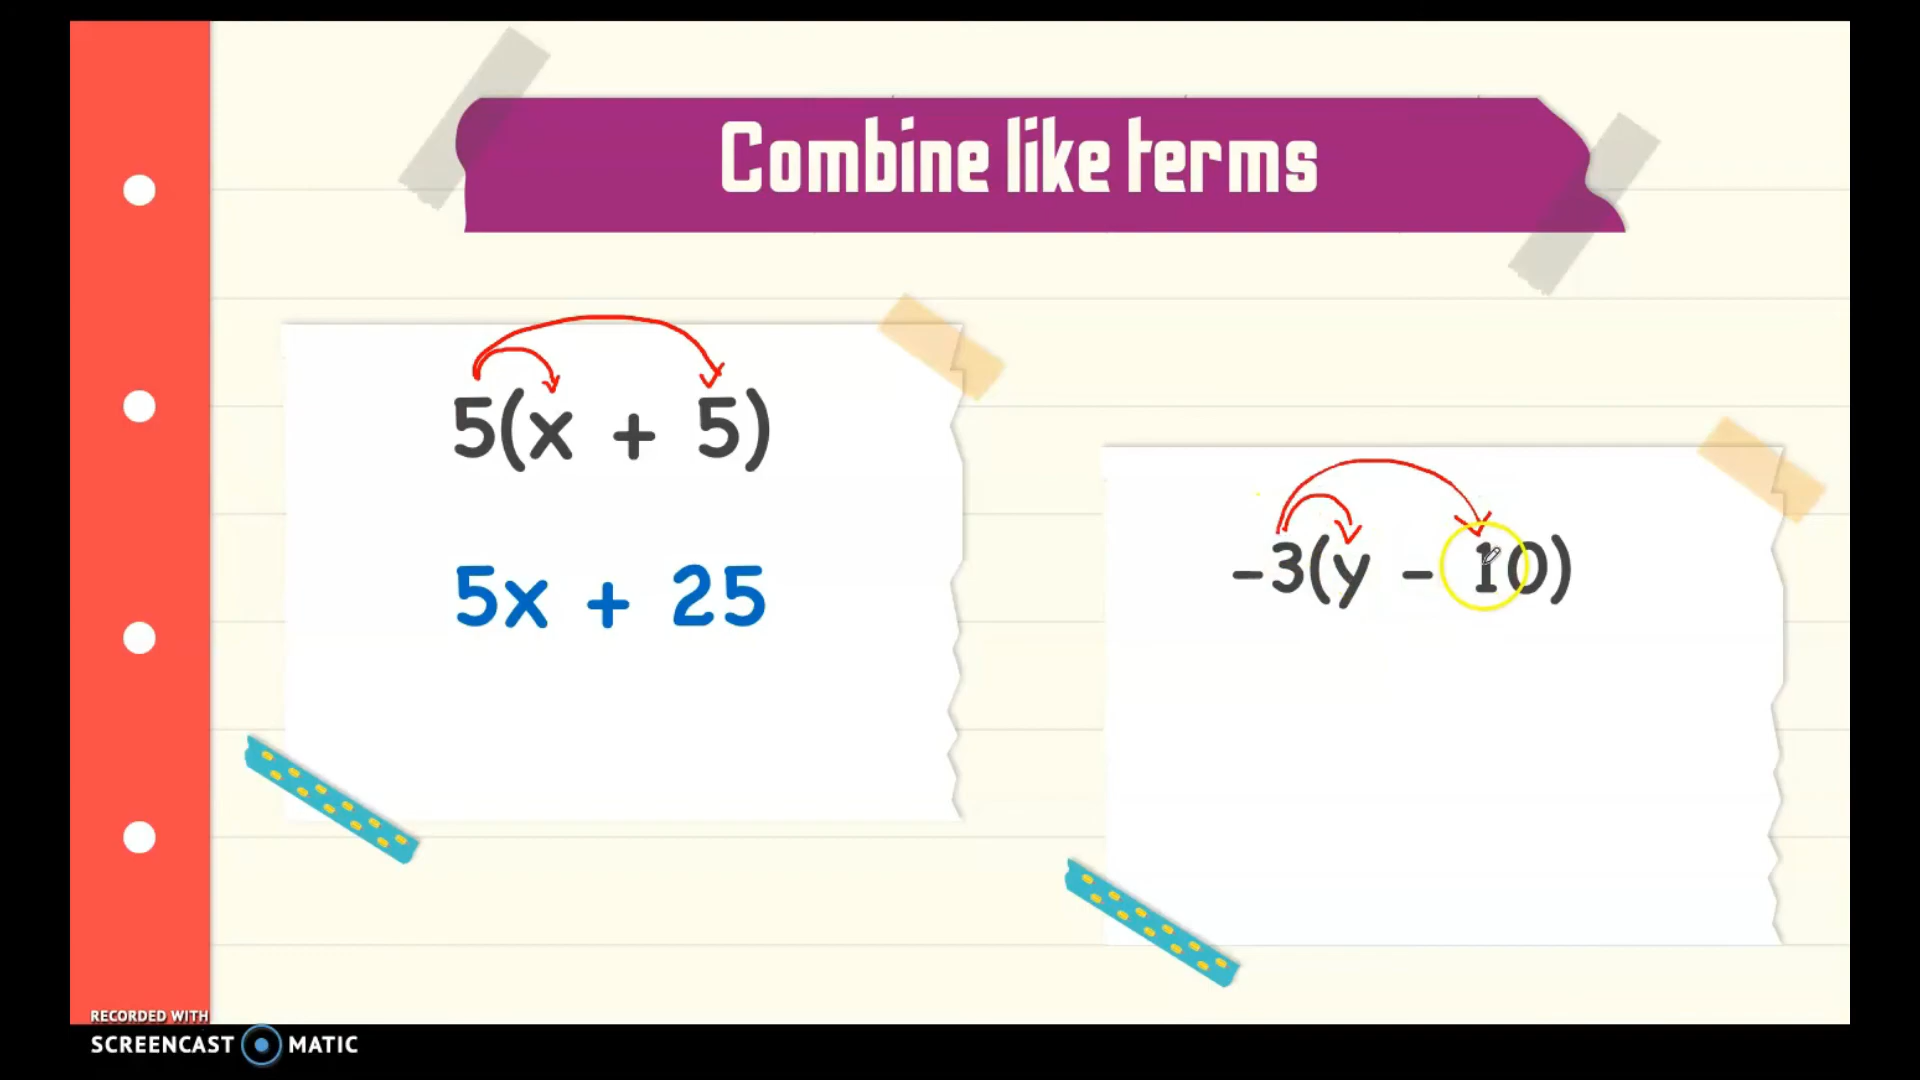 Combine like terms
5(x + 5)
5x + 25
-3(y - 10)
RECORDED WITH
SCREENCAST MATIC